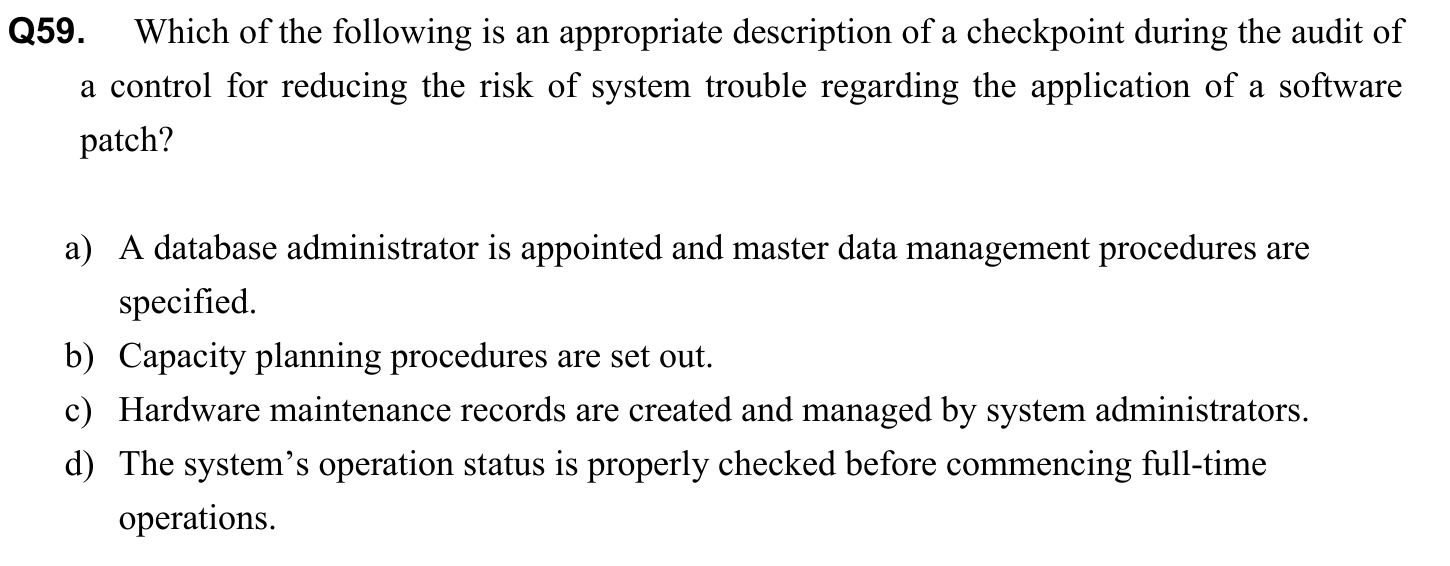 Q59. Which of the following is an appropriate description of a checkpoint during the audit of
a control for reducing the risk of system trouble regarding the application of a software
patch?
a) A database administrator is appointed and master data management procedures are
specified.
b) Capacity planning procedures are set out.
c) Hardware maintenance records are created and managed by system administrators.
d) The system’s operation status is properly checked before commencing full-time
operations.